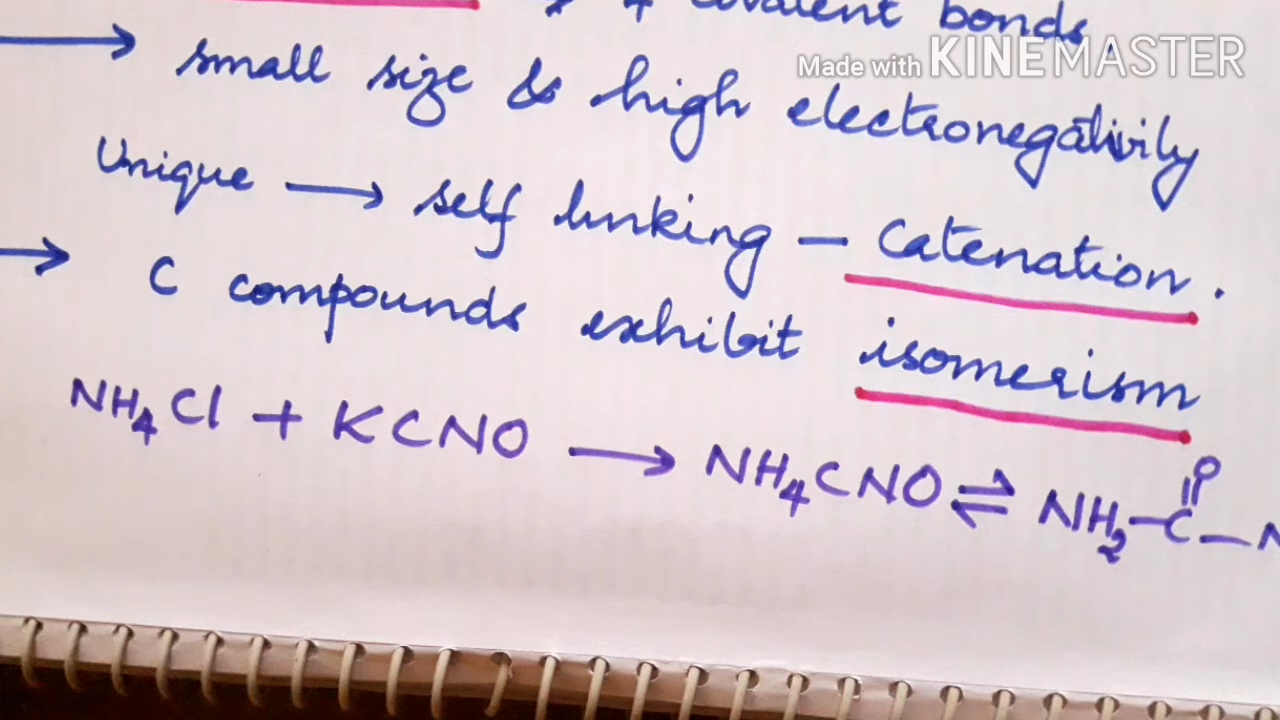 4 covalent bonds.
Made with KINEMASTER
→ small size & high electronegativity
Unique → self linking – Catenation.
→ C compounds exhibit isomerism
NH₄Cl + KCNO → NH₄CNO ⇌ NH₂–C–N
O